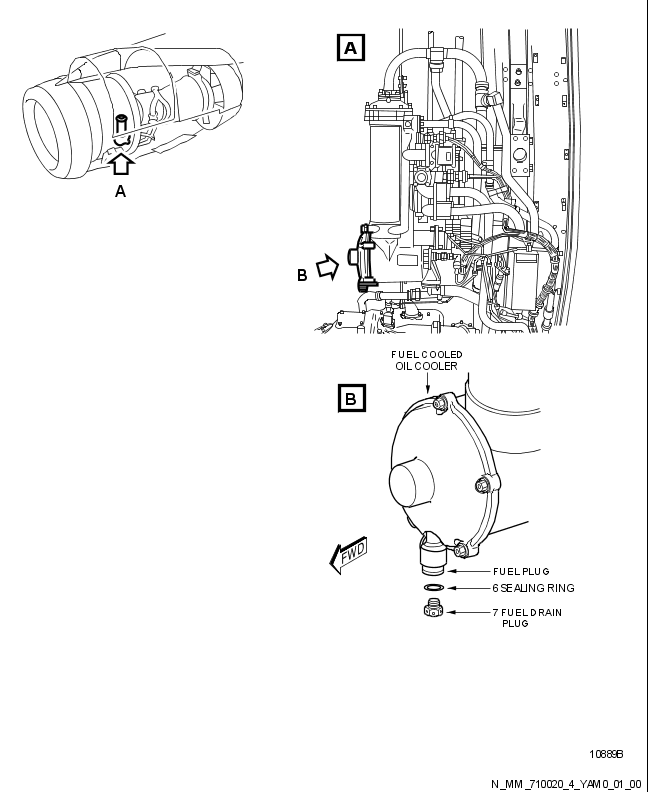 A
A
B
FUEL COOLED
OIL COOLER
B
FWD
FUEL PLUG
6 SEALING RING
7 FUEL DRAIN
PLUG
10889B
N_MM_710020_4_YAM0_01_00